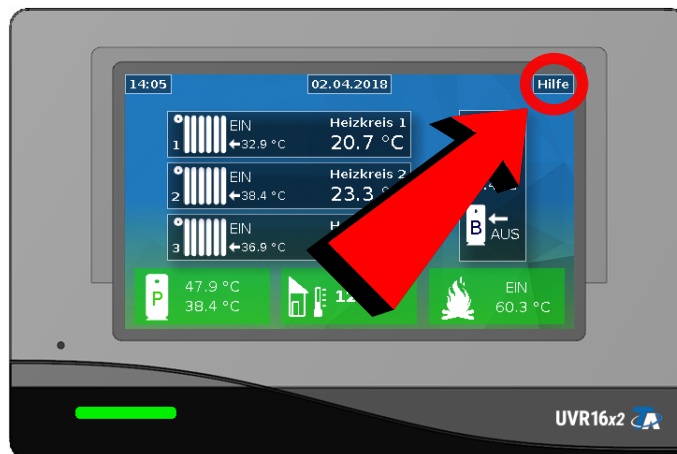 14:05
02.04.2018
Hilfe
EIN
Heizkreis 1
1
32.9 °C
20.7 °C
EIN
Heizkreis 2
2
38.4 °C
23.3
EIN
3
36.9 °C
B
AUS
P
47.9 °C
38.4 °C
EIN
60.3 °C
UVR16x2
TA